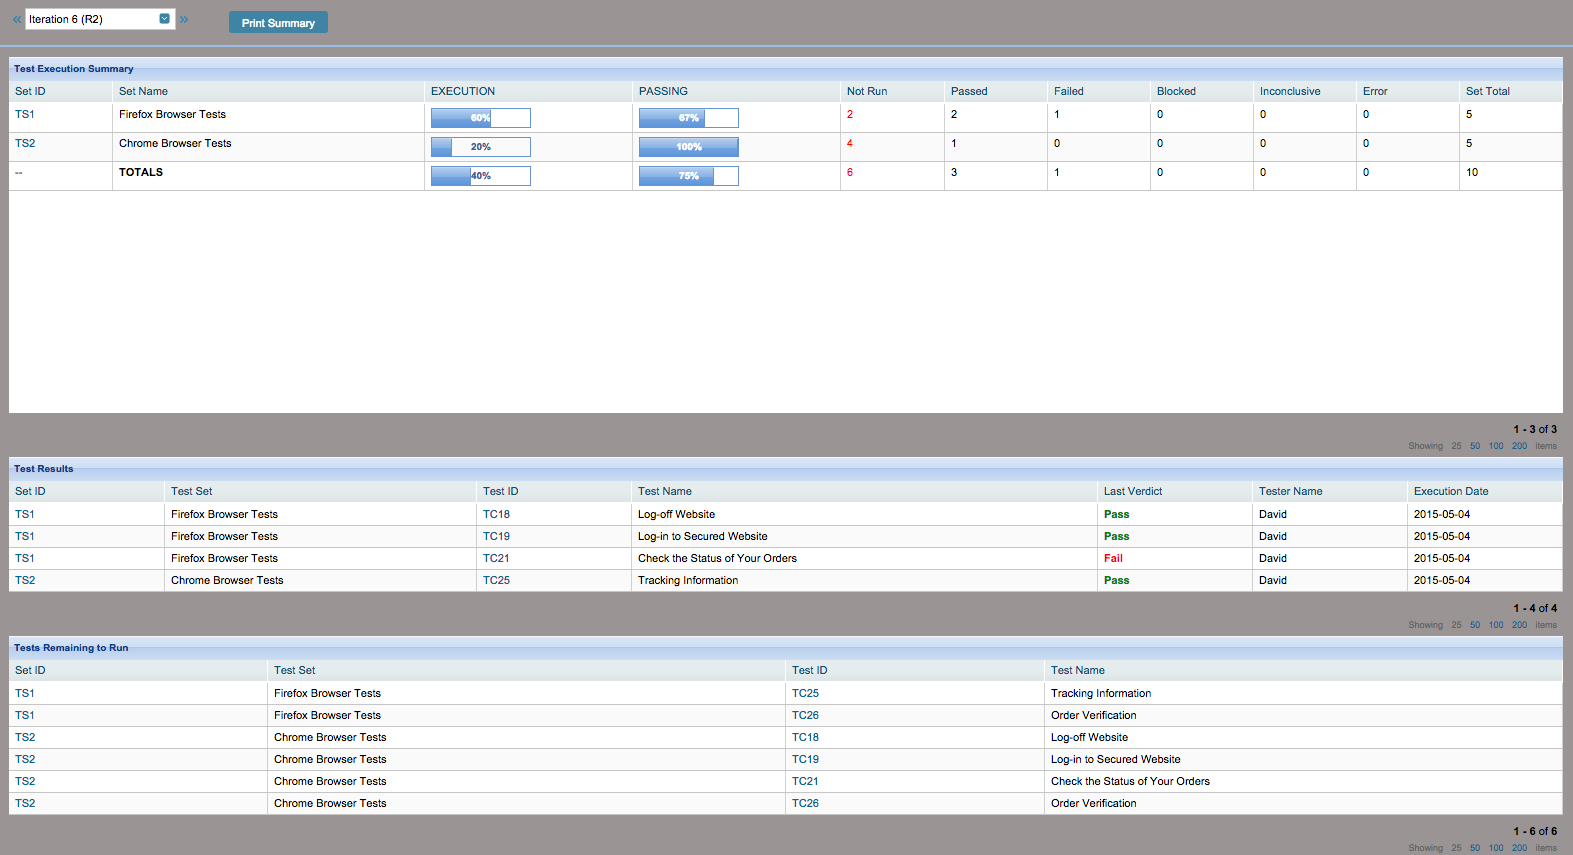 « Iteration 6 (R2) » Print Summary
Test Execution Summary
Set ID Set Name EXECUTION PASSING Not Run Passed Failed Blocked Inconclusive Error Set Total
TS1 Firefox Browser Tests 60% 67% 2 2 1 0 0 0 5
TS2 Chrome Browser Tests 20% 100% 4 1 0 0 0 0 5
-- TOTALS 40% 75% 6 3 1 0 0 0 10
1 - 3 of 3
Showing 25 50 100 200 items
Test Results
Set ID Test Set Test ID Test Name Last Verdict Tester Name Execution Date
TS1 Firefox Browser Tests TC18 Log-off Website Pass David 2015-05-04
TS1 Firefox Browser Tests TC19 Log-in to Secured Website Pass David 2015-05-04
TS1 Firefox Browser Tests TC21 Check the Status of Your Orders Fail David 2015-05-04
TS2 Chrome Browser Tests TC25 Tracking Information Pass David 2015-05-04
1 - 4 of 4
Showing 25 50 100 200 items
Tests Remaining to Run
Set ID Test Set Test ID Test Name
TS1 Firefox Browser Tests TC25 Tracking Information
TS1 Firefox Browser Tests TC26 Order Verification
TS2 Chrome Browser Tests TC18 Log-off Website
TS2 Chrome Browser Tests TC19 Log-in to Secured Website
TS2 Chrome Browser Tests TC21 Check the Status of Your Orders
TS2 Chrome Browser Tests TC26 Order Verification
1 - 6 of 6
Showing 25 50 100 200 items